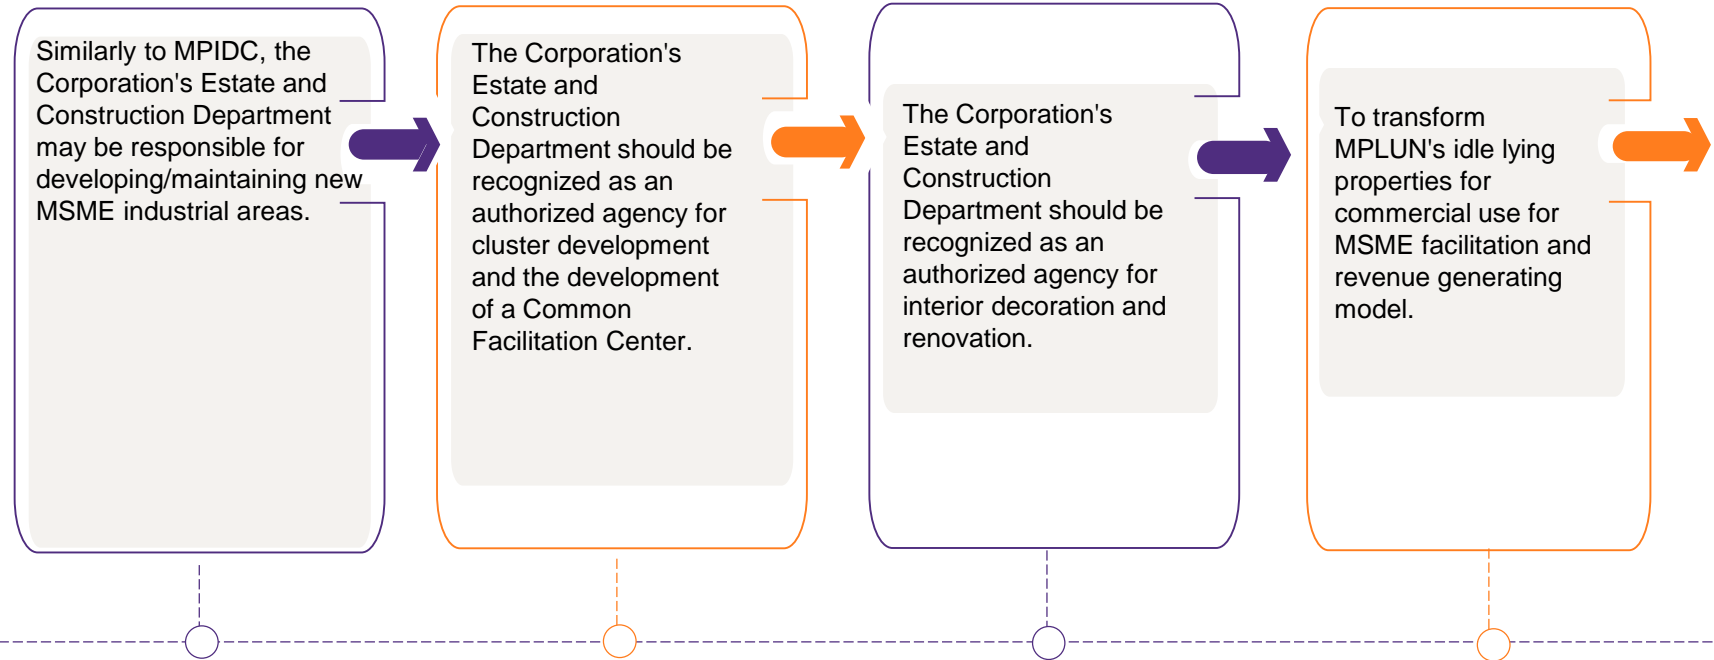 Similarly to MPIDC, the
Corporation's Estate and
Construction Department
may be responsible for
developing/maintaining new
MSME industrial areas.
The Corporation's
Estate and
Construction
Department should be
recognized as an
authorized agency for
cluster development
and the development
of a Common
Facilitation Center.
The Corporation's
Estate and
Construction
Department should be
recognized as an
authorized agency for
interior decoration and
renovation.
To transform
MPLUN's idle lying
properties for
commercial use for
MSME facilitation and
revenue generating
model.